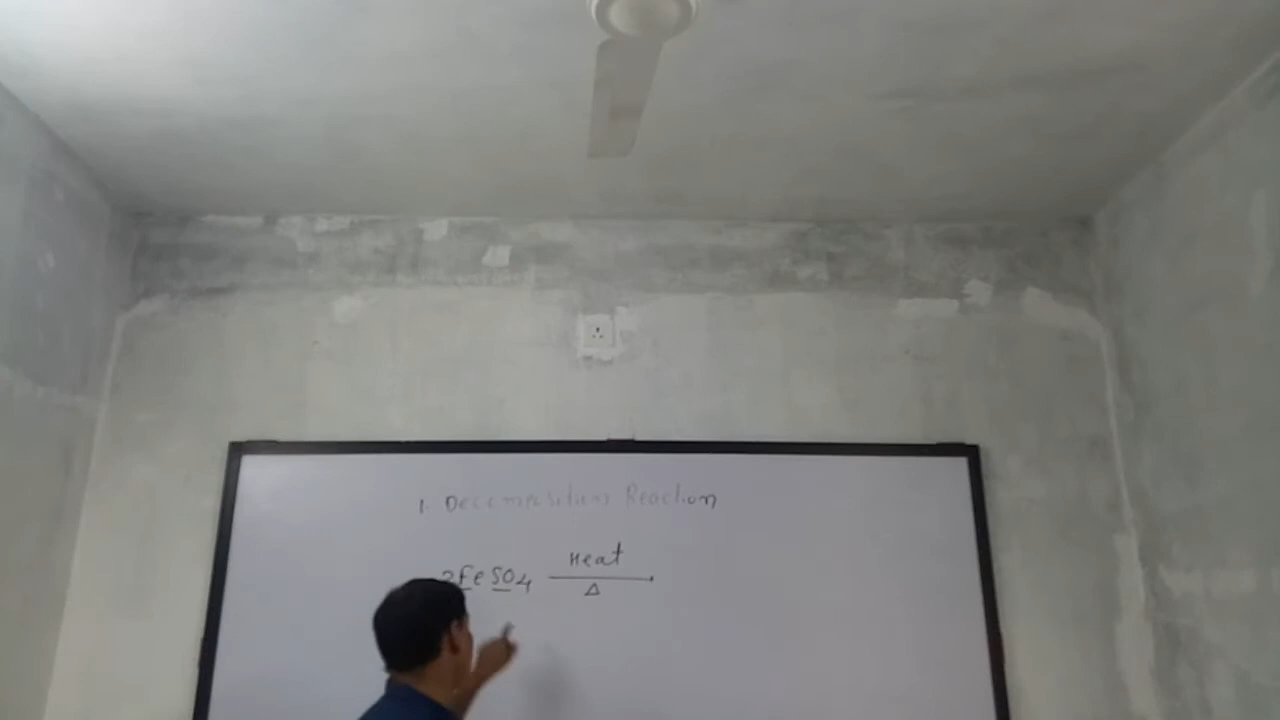 1. Decomposition Reaction
Heat
2FeSO4
Δ